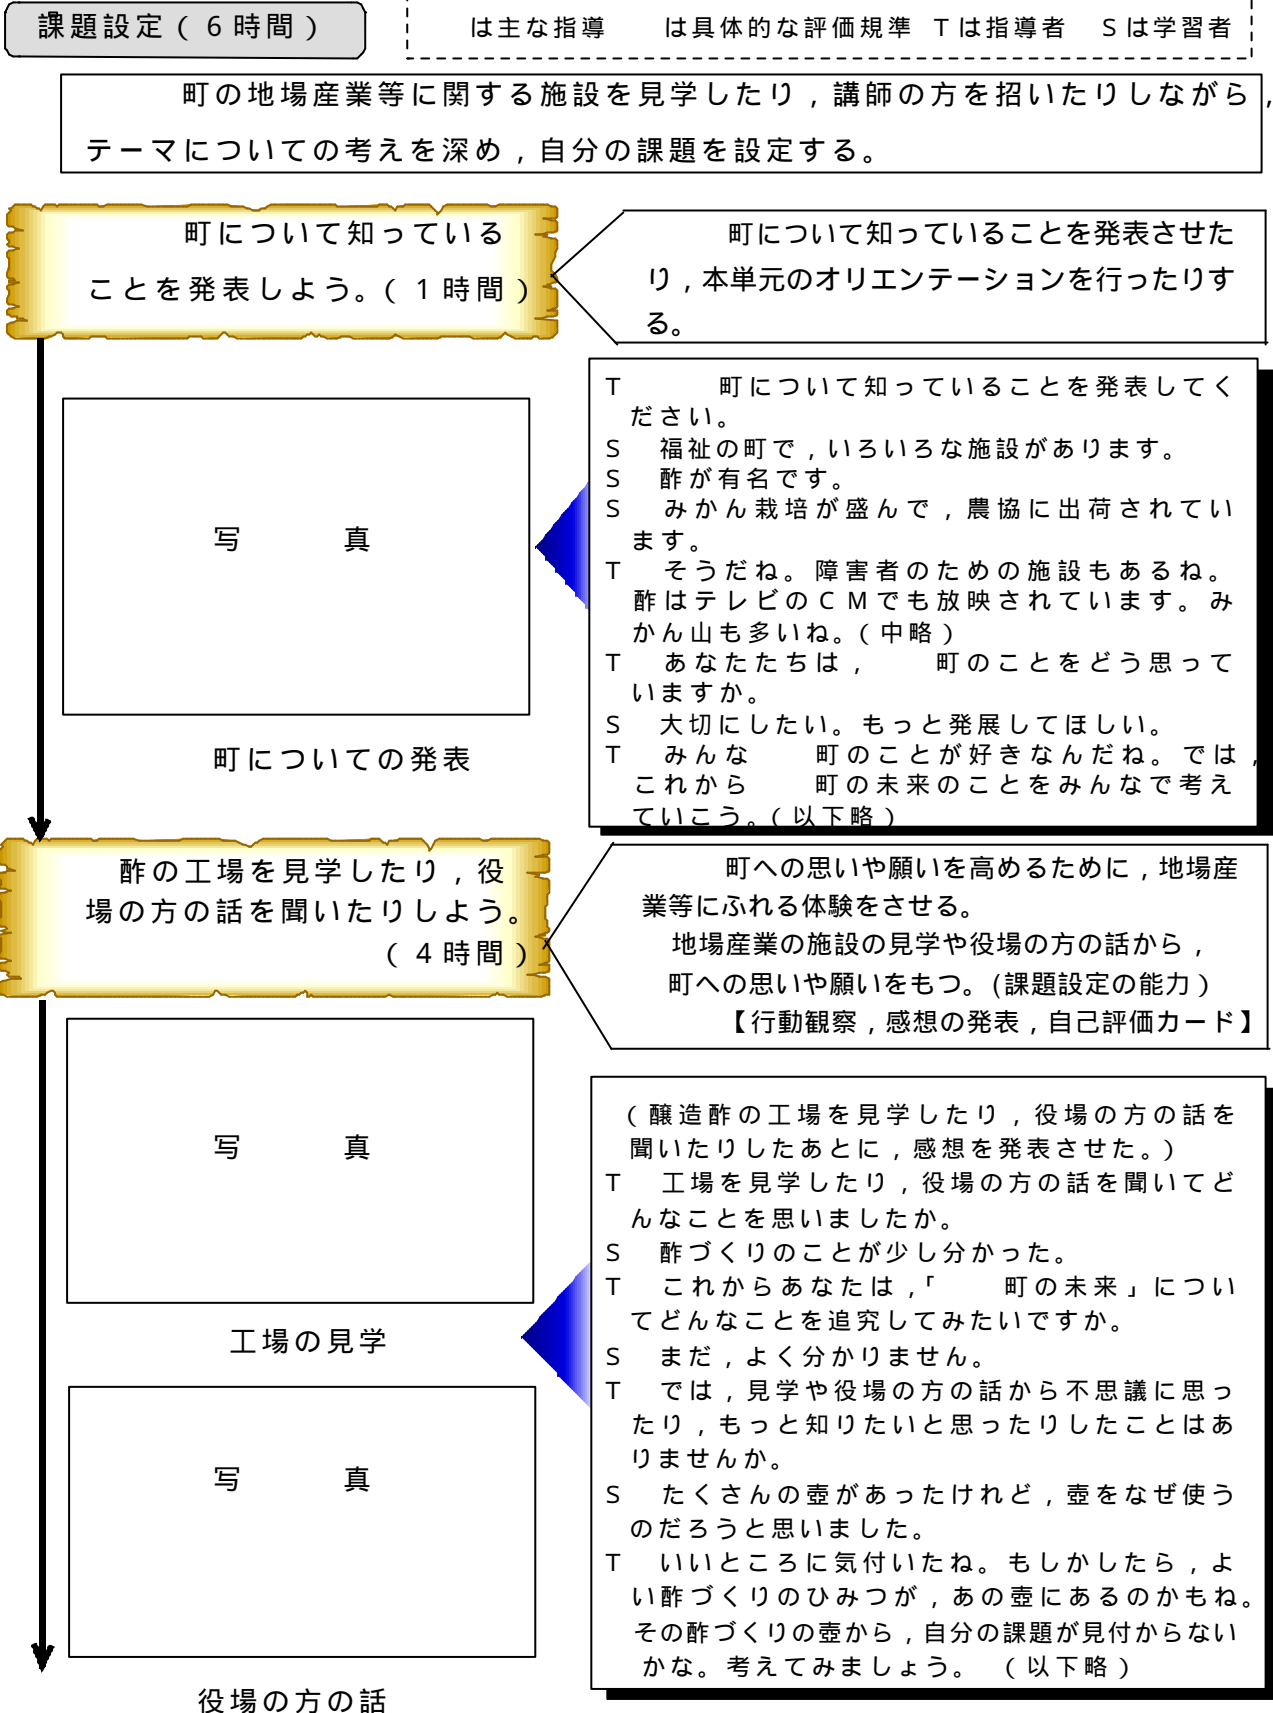 課題設定（６時間）
は主な指導　　は具体的な評価規準　Ｔは指導者　Ｓは学習者
町の地場産業等に関する施設を見学したり，講師の方を招いたりしながら，
テーマについての考えを深め，自分の課題を設定する。
町について知っている
ことを発表しよう。（１時間）
町について知っていることを発表させた
り，本単元のオリエンテーションを行ったりす
る。
写　　真
町についての発表
Ｔ　　町について知っていることを発表してく
ださい。
Ｓ　福祉の町で，いろいろな施設があります。
Ｓ　酢が有名です。
Ｓ　みかん栽培が盛んで，農協に出荷されてい
ます。
Ｔ　そうだね。障害者のための施設もあるね。
酢はテレビのＣＭでも放映されています。み
かん山も多いね。（中略）
Ｔ　あなたたちは，　　町のことをどう思って
いますか。
Ｓ　大切にしたい。もっと発展してほしい。
Ｔ　みんな　　町のことが好きなんだね。では，
これから　　町の未来のことをみんなで考え
ていこう。（以下略）
酢の工場を見学したり，役
場の方の話を聞いたりしよう。
（４時間）
町への思いや願いを高めるために，地場産
業等にふれる体験をさせる。
地場産業の施設の見学や役場の方の話から，
町への思いや願いをもつ。（課題設定の能力）
【行動観察，感想の発表，自己評価カード】
写　　真
工場の見学
写　　真
役場の方の話
（醸造酢の工場を見学したり，役場の方の話を
聞いたりしたあとに，感想を発表させた。）
Ｔ　工場を見学したり，役場の方の話を聞いてど
んなことを思いましたか。
Ｓ　酢づくりのことが少し分かった。
Ｔ　これからあなたは，「　　町の未来」につい
てどんなことを追究してみたいですか。
Ｓ　まだ，よく分かりません。
Ｔ　では，見学や役場の方の話から不思議に思っ
たり，もっと知りたいと思ったりしたことはあ
りませんか。
Ｓ　たくさんの壺があったけれど，壺をなぜ使う
のだろうと思いました。
Ｔ　いいところに気付いたね。もしかしたら，よ
い酢づくりのひみつが，あの壺にあるのかもね。
その酢づくりの壺から，自分の課題が見付からない
かな。考えてみましょう。　（以下略）